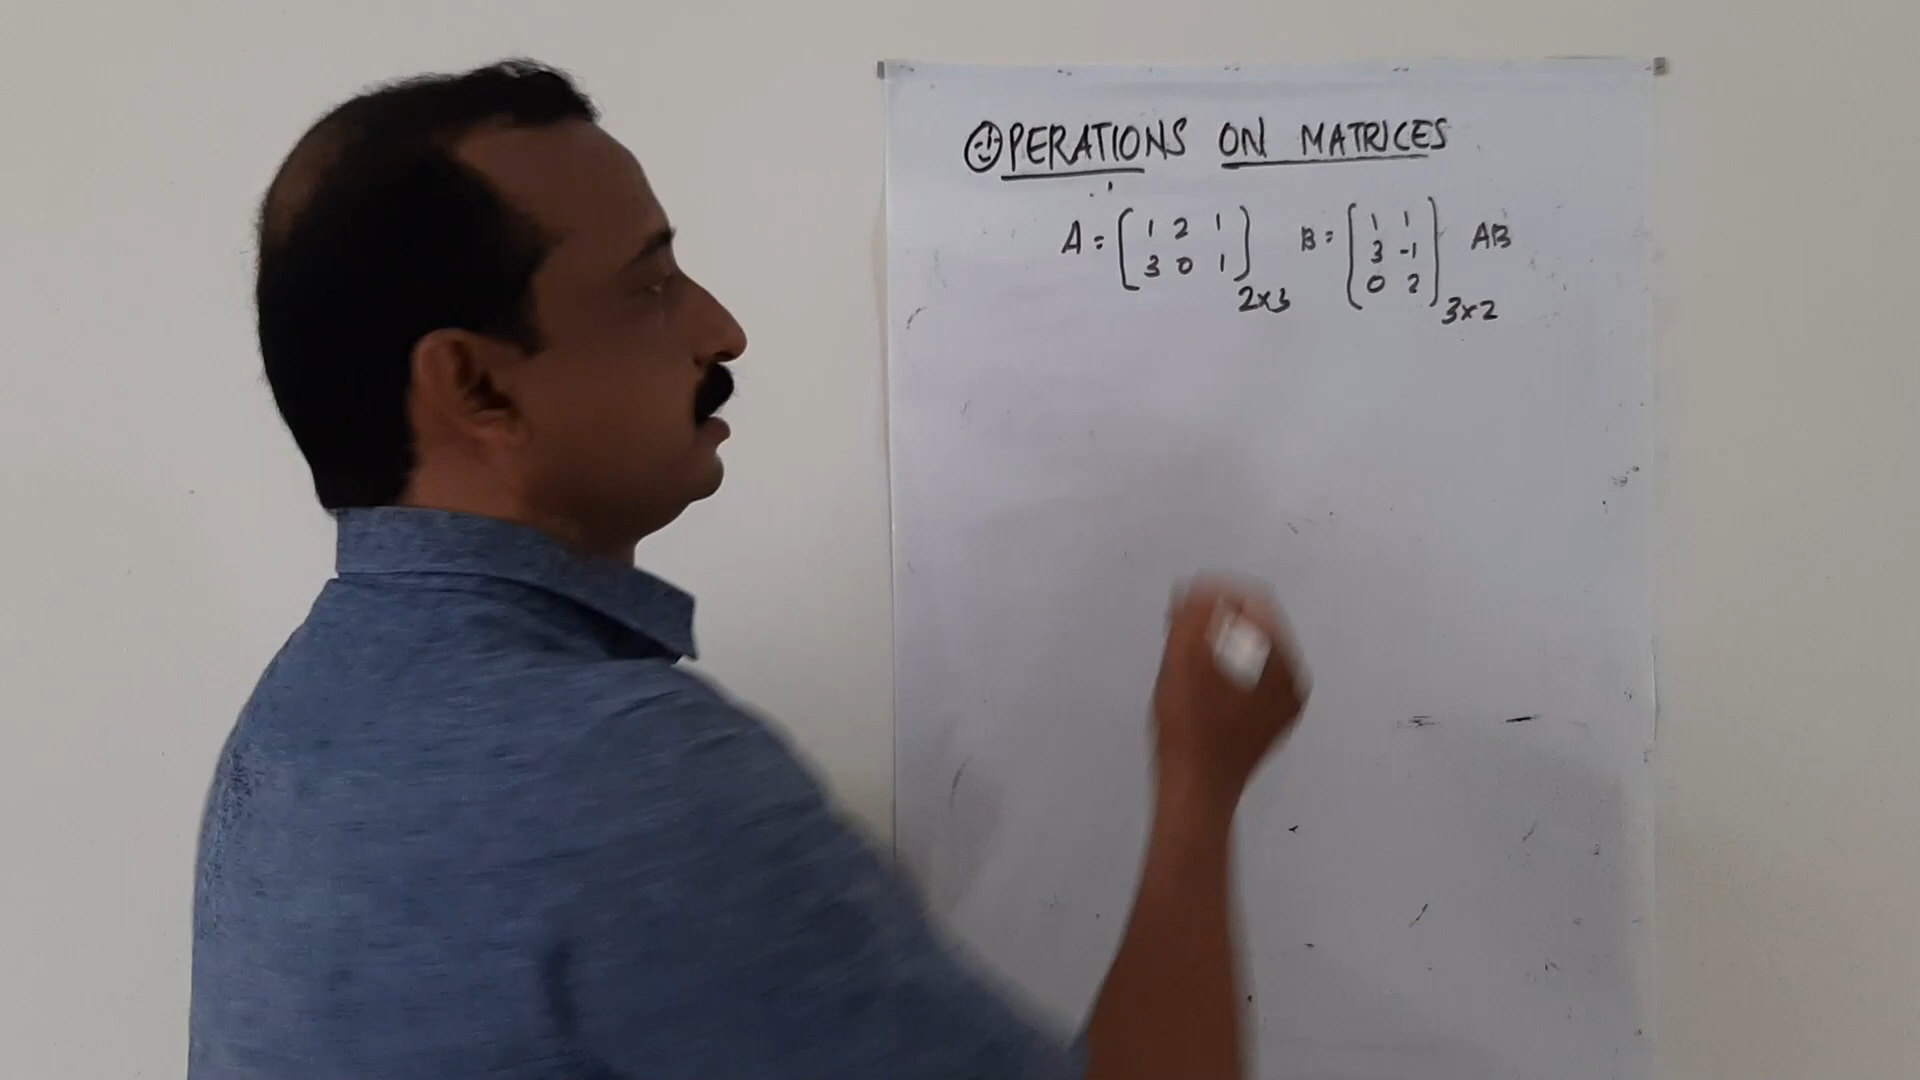 OPERATIONS ON MATRICES
A = [ 1 2 1 B = [ 1 1 AB
3 0 1 ] 3 -1
2x3 0 2 ] 3x2